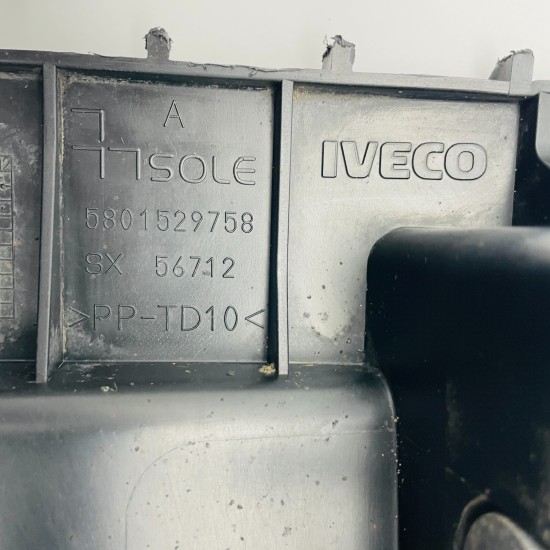 A
SOLE
IVECO
5801529758
SX 56712
>PP-TD10<